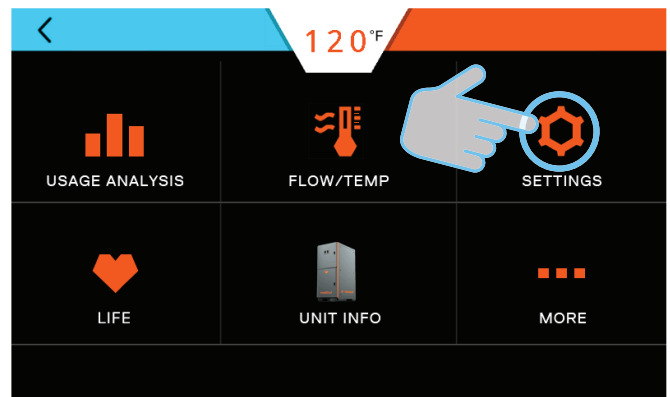 120°F
USAGE ANALYSIS
FLOW/TEMP
SETTINGS
LIFE
UNIT INFO
MORE